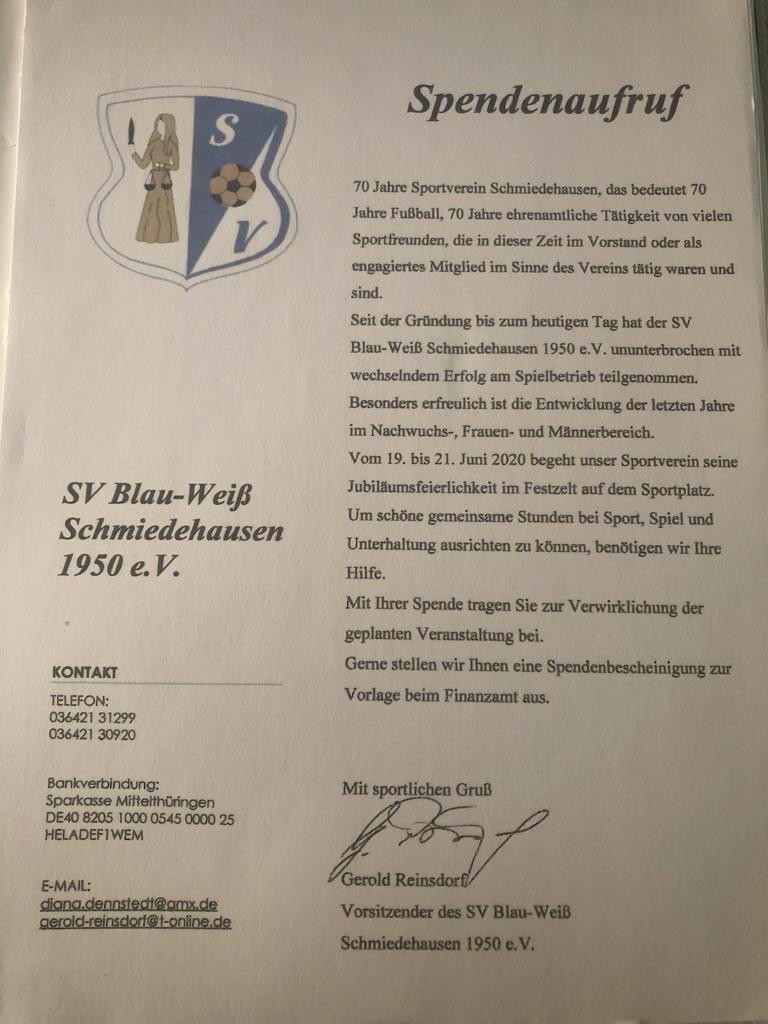 S
V
Spendenaufruf
70 Jahre Sportverein Schmiedehausen, das bedeutet 70
Jahre Fußball, 70 Jahre ehrenamtliche Tätigkeit von vielen
Sportfreunden, die in dieser Zeit im Vorstand oder als
engagiertes Mitglied im Sinne des Vereins tätig waren und
sind.
Seit der Gründung bis zum heutigen Tag hat der SV
Blau-Weiß Schmiedehausen 1950 e.V. ununterbrochen mit
wechselndem Erfolg am Spielbetrieb teilgenommen.
Besonders erfreulich ist die Entwicklung der letzten Jahre
im Nachwuchs-, Frauen- und Männerbereich.
Vom 19. bis 21. Juni 2020 begeht unser Sportverein seine
Jubiläumsfeierlichkeit im Festzelt auf dem Sportplatz.
Um schöne gemeinsame Stunden bei Sport, Spiel und
Unterhaltung ausrichten zu können, benötigen wir Ihre
Hilfe.
Mit Ihrer Spende tragen Sie zur Verwirklichung der
geplanten Veranstaltung bei.
Gerne stellen wir Ihnen eine Spendenbescheinigung zur
Vorlage beim Finanzamt aus.
Mit sportlichen Gruß
Gerold Reinsdorf
Vorsitzender des SV Blau-Weiß
Schmiedehausen 1950 e.V.
SV Blau-Weiß
Schmiedehausen
1950 e.V.
KONTAKT
TELEFON:
036421 31299
036421 30920
Bankverbindung:
Sparkasse Mittelthüringen
DE40 8205 1000 0545 0000 25
HELADEF1WEM
E-MAIL:
diana.dennstedt@gmx.de
gerold-reinsdorf@t-online.de